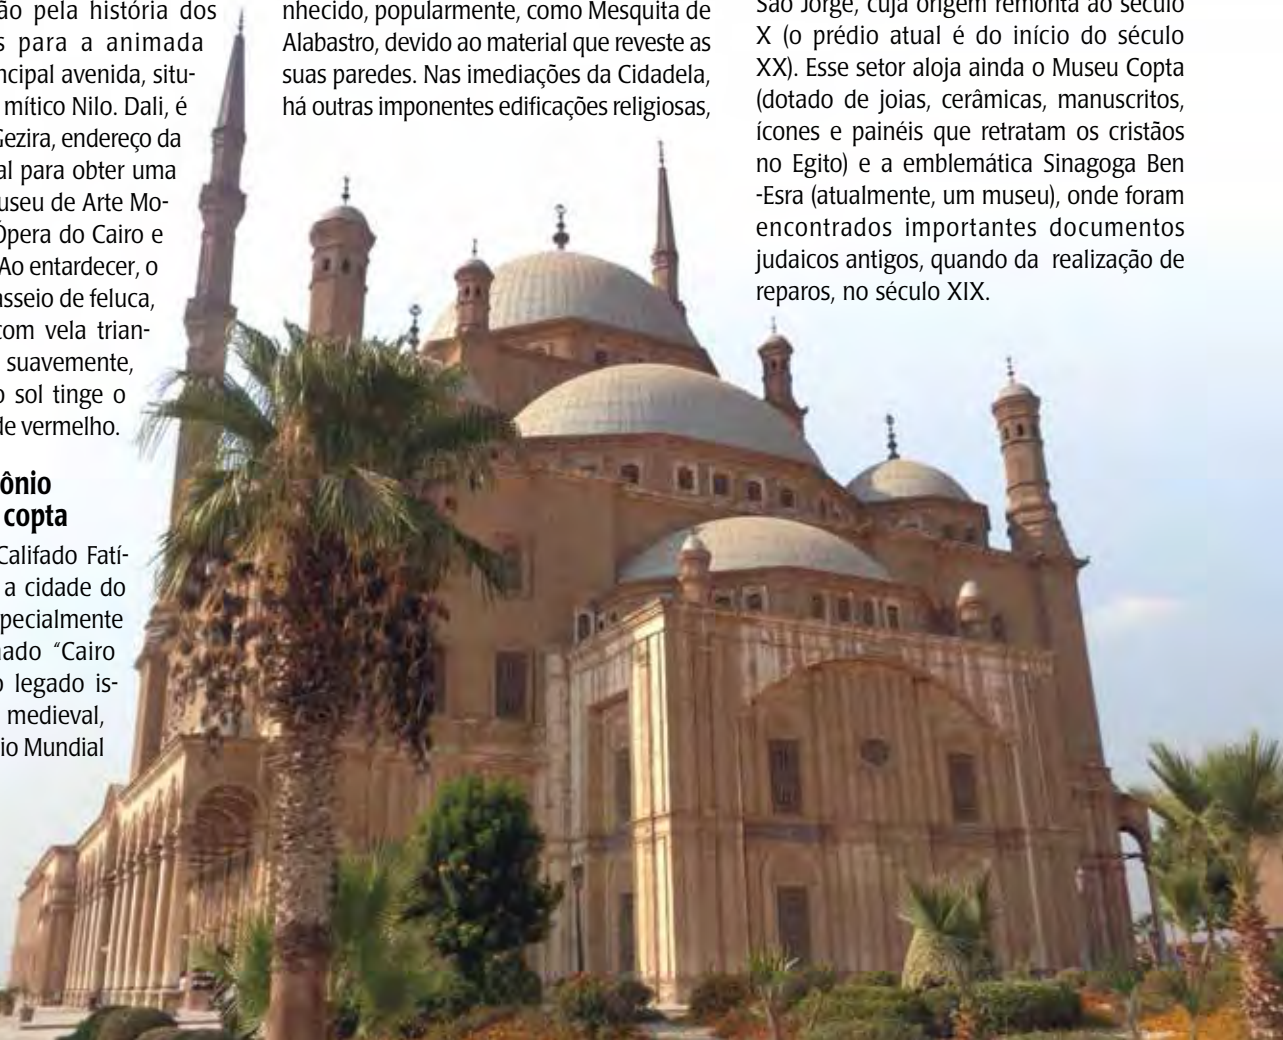 ão pela história dos
s para a animada
ncipal avenida, situ-
mítico Nilo. Dali, é
Gezira, endereço da
al para obter uma
useu de Arte Mo-
Ópera do Cairo e
Ao entardecer, o
asseio de feluca,
com vela trian-
suavemente,
o sol tinge o
de vermelho.
ônio
copta
Califado Fatí-
a cidade do
specialmente
nado “Cairo
o legado is-
medieval,
io Mundial
nhecido, popularmente, como Mesquita de
Alabastro, devido ao material que reveste as
suas paredes. Nas imediações da Cidadela,
há outras imponentes edificações religiosas,
São Jorge, cuja origem remonta ao século
X (o prédio atual é do início do século
XX). Esse setor aloja ainda o Museu Copta
(dotado de joias, cerâmicas, manuscritos,
ícones e painéis que retratam os cristãos
no Egito) e a emblemática Sinagoga Ben
-Esra (atualmente, um museu), onde foram
encontrados importantes documentos
judaicos antigos, quando da realização de
reparos, no século XIX.